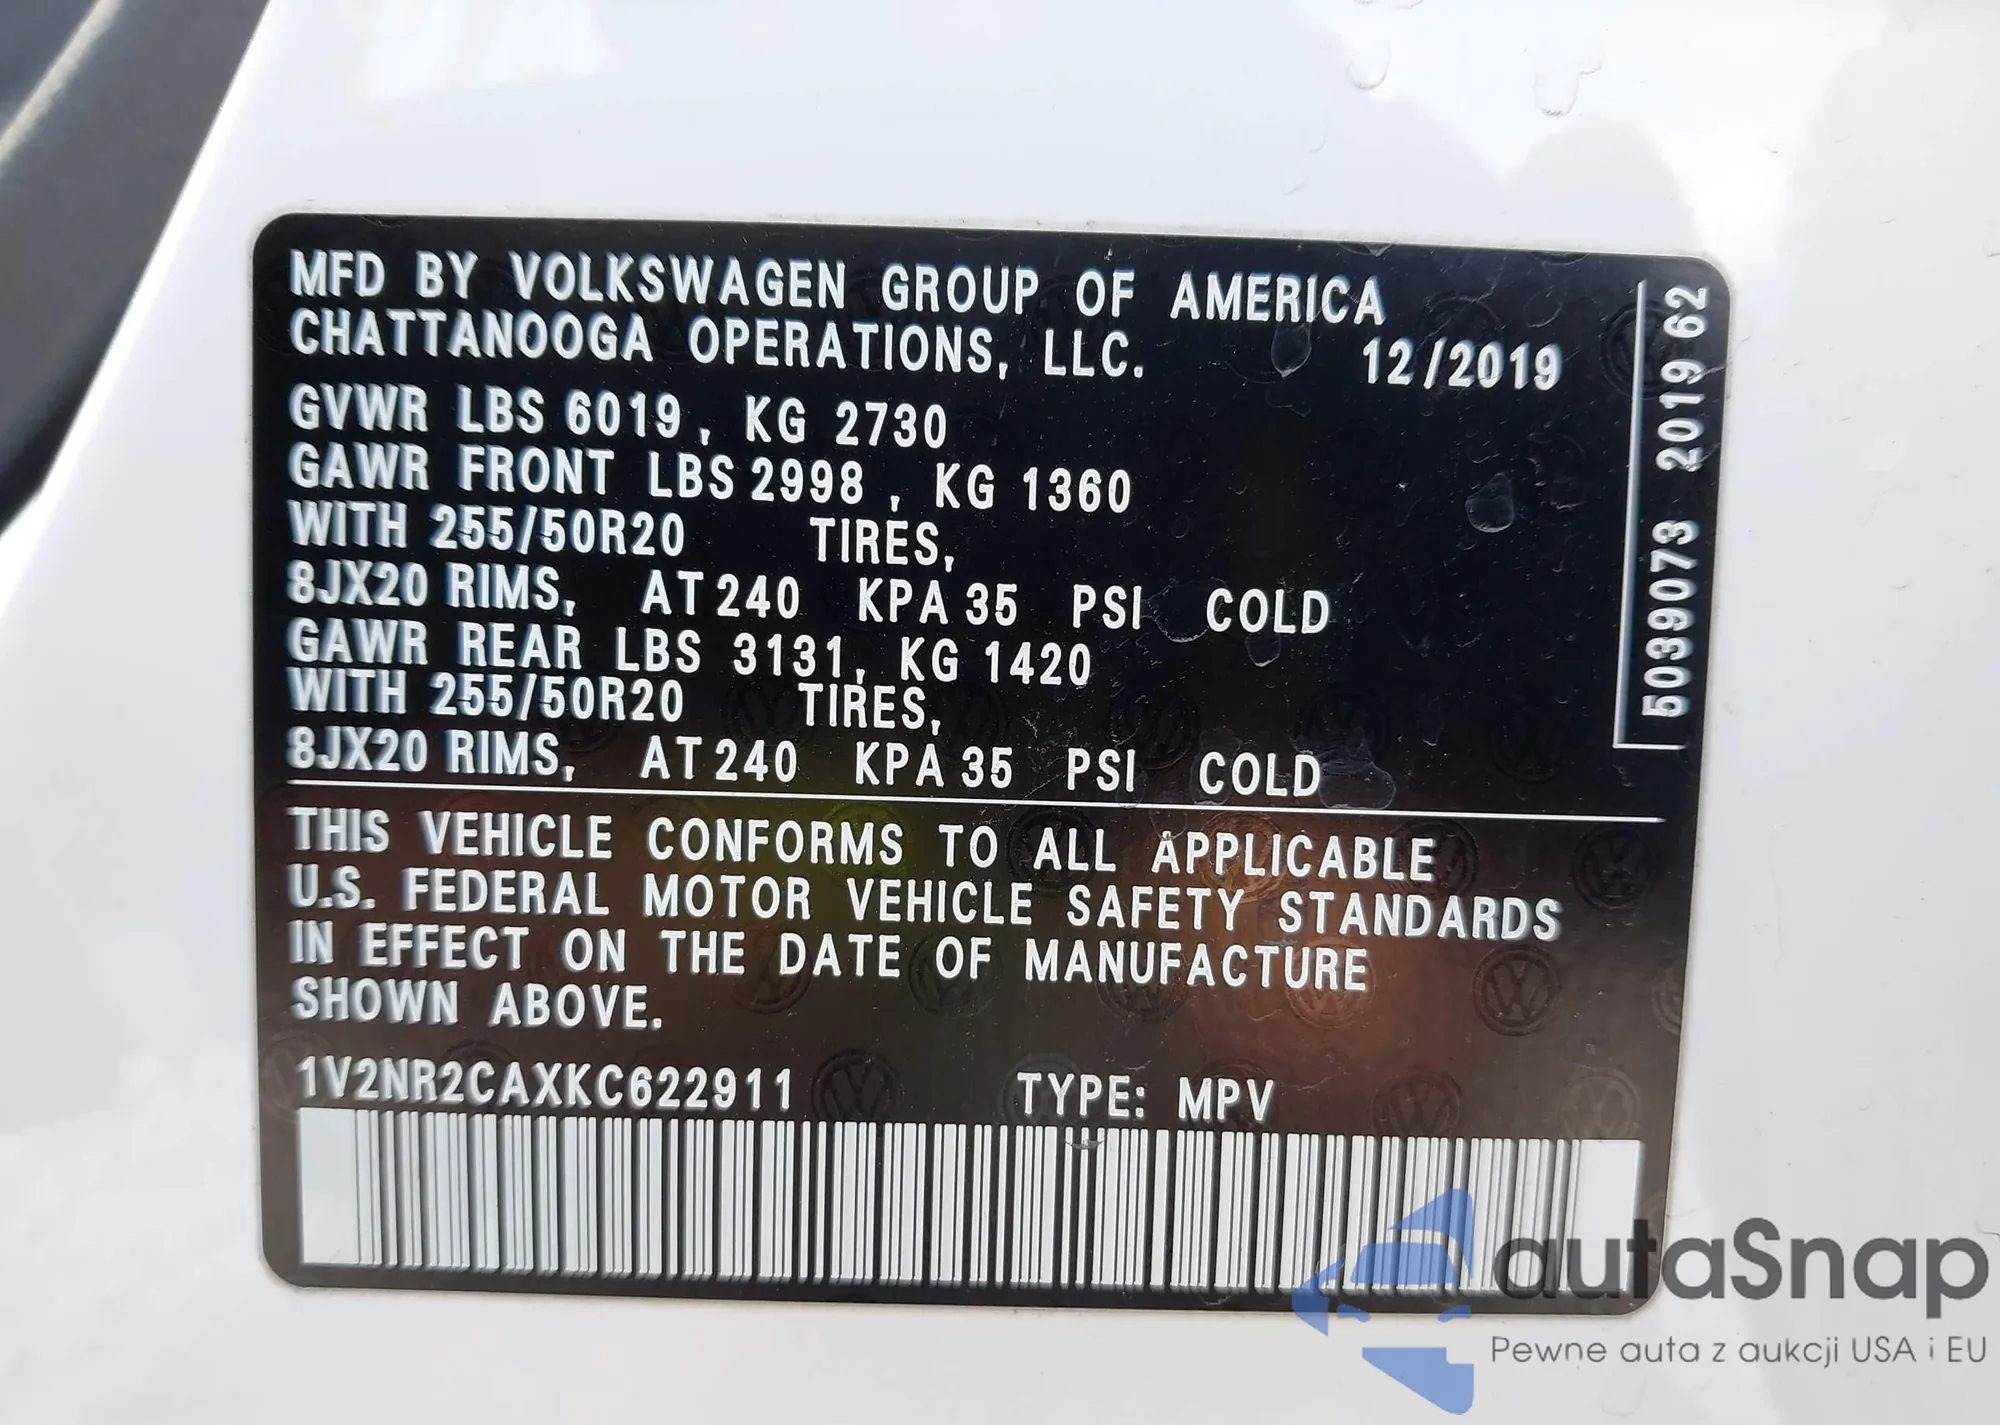 MFD BY VOLKSWAGEN GROUP OF AMERICA
CHATTANOOGA OPERATIONS, LLC. 12/2019
GVWR LBS 6019, KG 2730
GAWR FRONT LBS 2998, KG 1360
WITH 255/50R20 TIRES,
8JX20 RIMS, AT 240 KPA 35 PSI COLD
GAWR REAR LBS 3131, KG 1420
WITH 255/50R20 TIRES,
8JX20 RIMS, AT 240 KPA 35 PSI COLD
5039073 2019 62
THIS VEHICLE CONFORMS TO ALL APPLICABLE
U.S. FEDERAL MOTOR VEHICLE SAFETY STANDARDS
IN EFFECT ON THE DATE OF MANUFACTURE
SHOWN ABOVE.
1V2NR2CAXKC622911 TYPE: MPV
autaSnap
Pewne auta z aukcji USA i EU